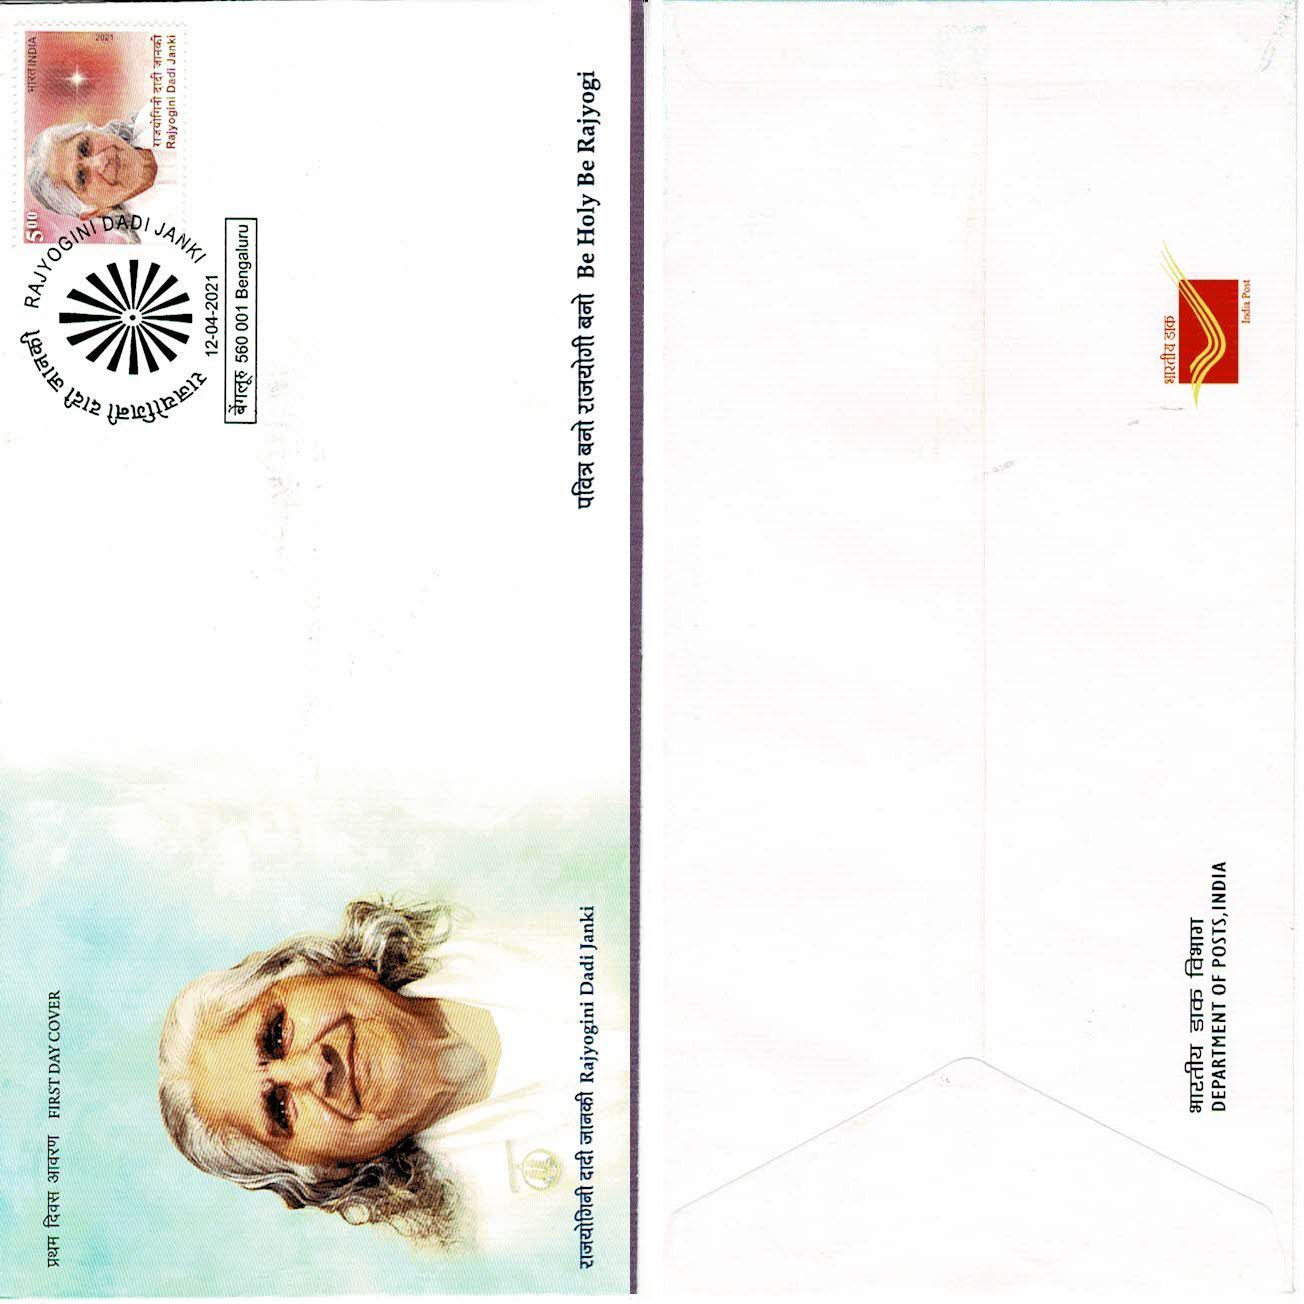 प्रथम दिवस आवरण FIRST DAY COVER
राजयोगिनी दादी जानकी RAJYOGINI DADI JANKI
12-04-2021
बेंगलूरु 560 001 Bengaluru
500
भारत INDIA
2021
राजयोगिनी दादी जानकी
Rajyogini Dadi Janki
राजयोगिनी दादी जानकी Rajyogini Dadi Janki
पवित्र बनो राजयोगी बनो Be Holy Be Rajyogi
भारतीय डाक विभाग
DEPARTMENT OF POSTS, INDIA
भारतीय डाक
India Post